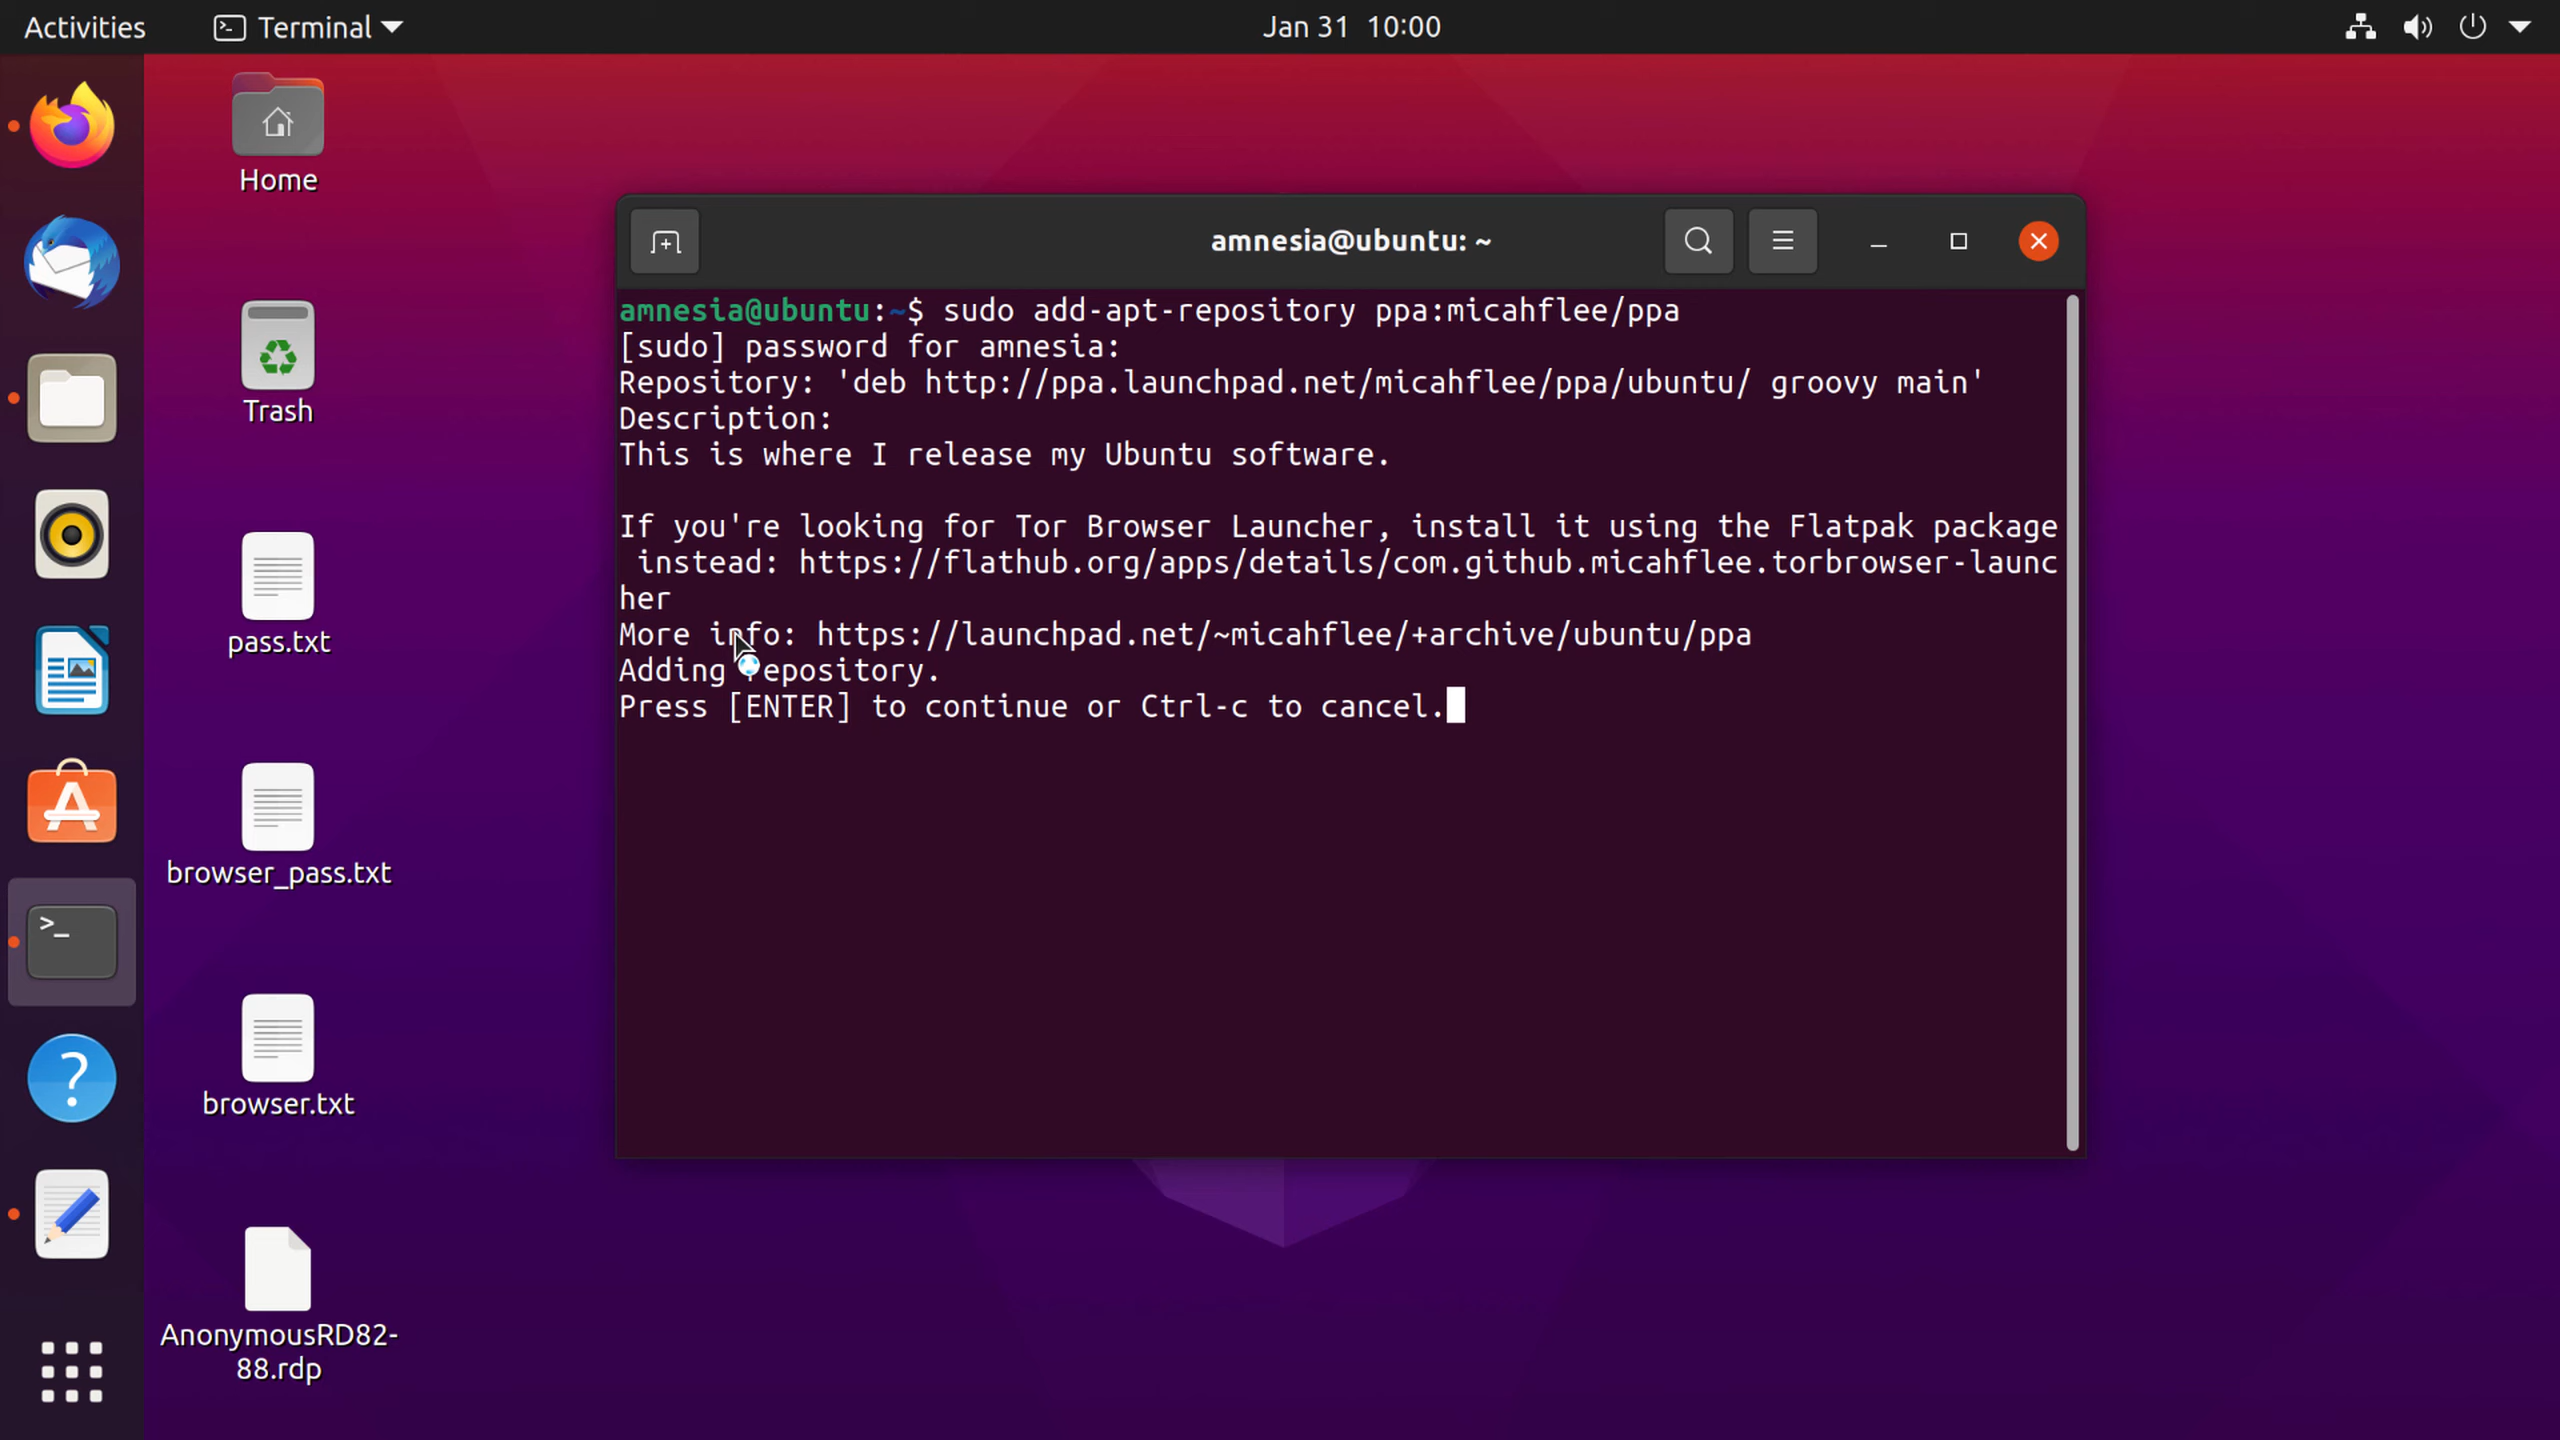 Activities
Terminal
Jan 31 10:00
Home
Trash
pass.txt
browser_pass.txt
browser.txt
AnonymousRD82-
88.rdp
amnesia@ubuntu: ~
amnesia@ubuntu:~$ sudo add-apt-repository ppa:micahflee/ppa
[sudo] password for amnesia:
Repository: 'deb http://ppa.launchpad.net/micahflee/ppa/ubuntu/ groovy main'
Description:
This is where I release my Ubuntu software.
If you're looking for Tor Browser Launcher, install it using the Flatpak package
instead: https://flathub.org/apps/details/com.github.micahflee.torbrowser-launc
her
More info: https://launchpad.net/~micahflee/+archive/ubuntu/ppa
Adding repository.
Press [ENTER] to continue or Ctrl-c to cancel.